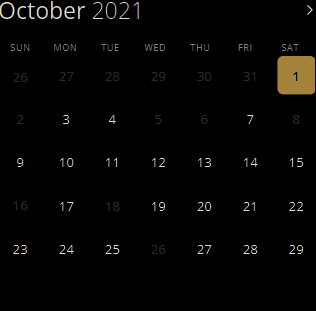 October 2021
SUN MON TUE WED THU FRI SAT
26 27 28 29 30 31 1
2 3 4 5 6 7 8
9 10 11 12 13 14 15
16 17 18 19 20 21 22
23 24 25 26 27 28 29